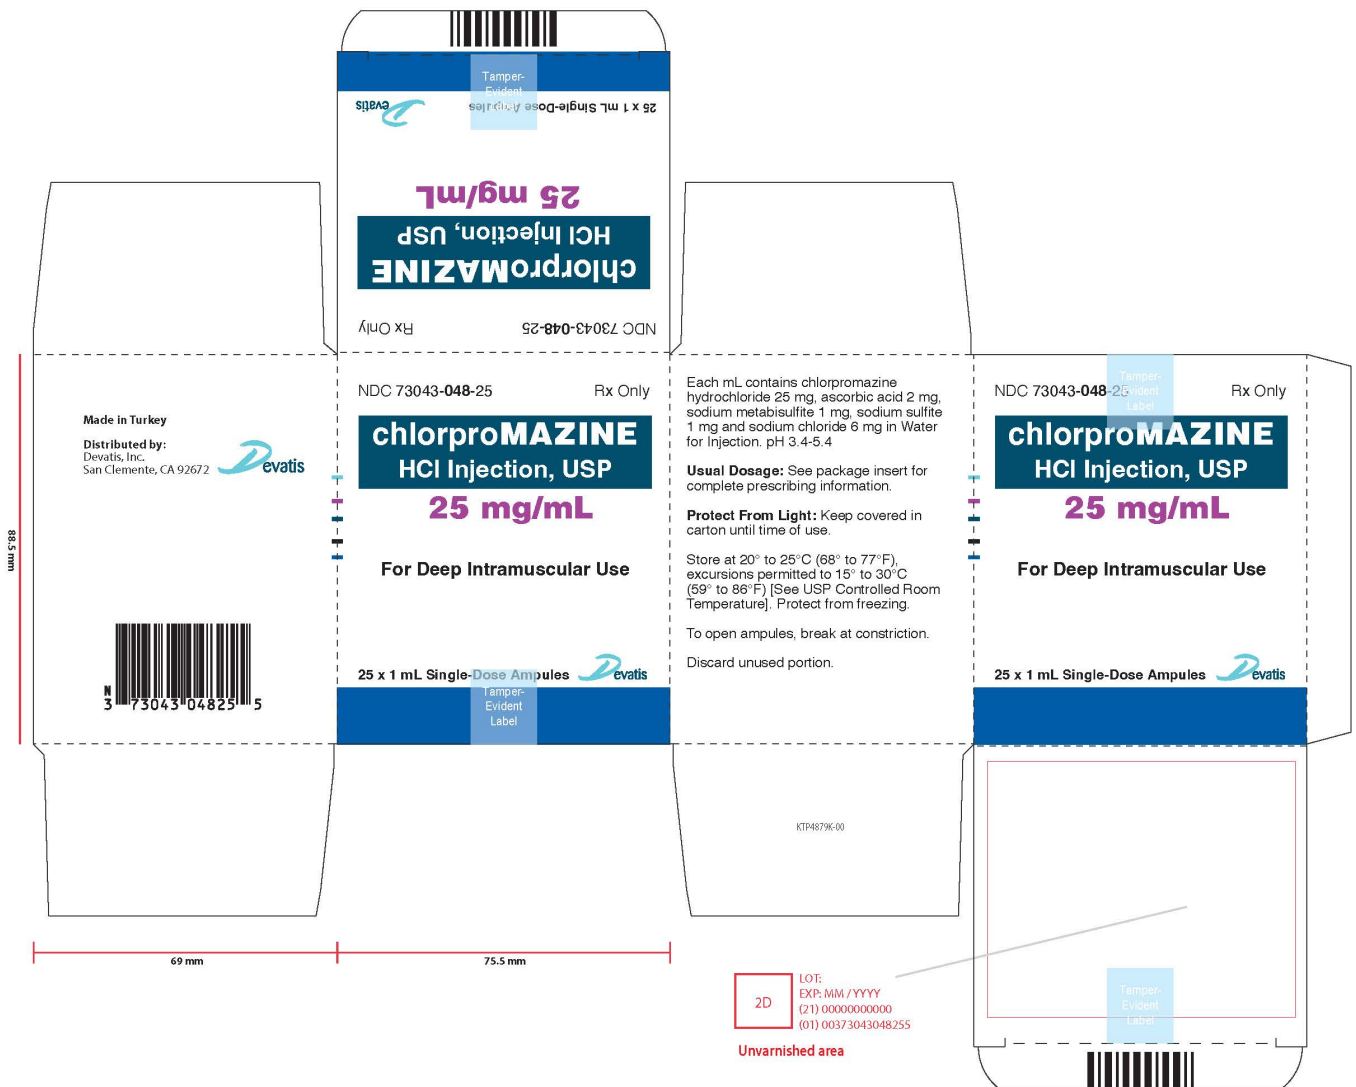 Tamper-
Evident
Label
25 x 1 mL Single-Dose Ampules
Devatis
25 mg/mL
HCl Injection, USP
chlorproMAZINE
NDC 73043-048-25
Rx Only
Made in Turkey
Distributed by:
Devatis, Inc.
San Clemente, CA 92672
Devatis
N
3 73043 04825 5
88.5 mm
NDC 73043-048-25
Rx Only
chlorproMAZINE
HCl Injection, USP
25 mg/mL
For Deep Intramuscular Use
25 x 1 mL Single-Dose Ampules
Devatis
Tamper-
Evident
Label
Each mL contains chlorpromazine
hydrochloride 25 mg, ascorbic acid 2 mg,
sodium metabisulfite 1 mg, sodium sulfite
1 mg and sodium chloride 6 mg in Water
for Injection. pH 3.4-5.4
Usual Dosage: See package insert for
complete prescribing information.
Protect From Light: Keep covered in
carton until time of use.
Store at 20° to 25°C (68° to 77°F),
excursions permitted to 15° to 30°C
(59° to 86°F) [See USP Controlled Room
Temperature]. Protect from freezing.
To open ampules, break at constriction.
Discard unused portion.
Tamper-
Evident
Label
NDC 73043-048-25
Rx Only
chlorproMAZINE
HCl Injection, USP
25 mg/mL
For Deep Intramuscular Use
25 x 1 mL Single-Dose Ampules
Devatis
KTP4879K-00
69 mm
75.5 mm
2D
LOT:
EXP: MM / YYYY
(21) 00000000000
(01) 00373043048255
Unvarnished area
Tamper-
Evident
Label